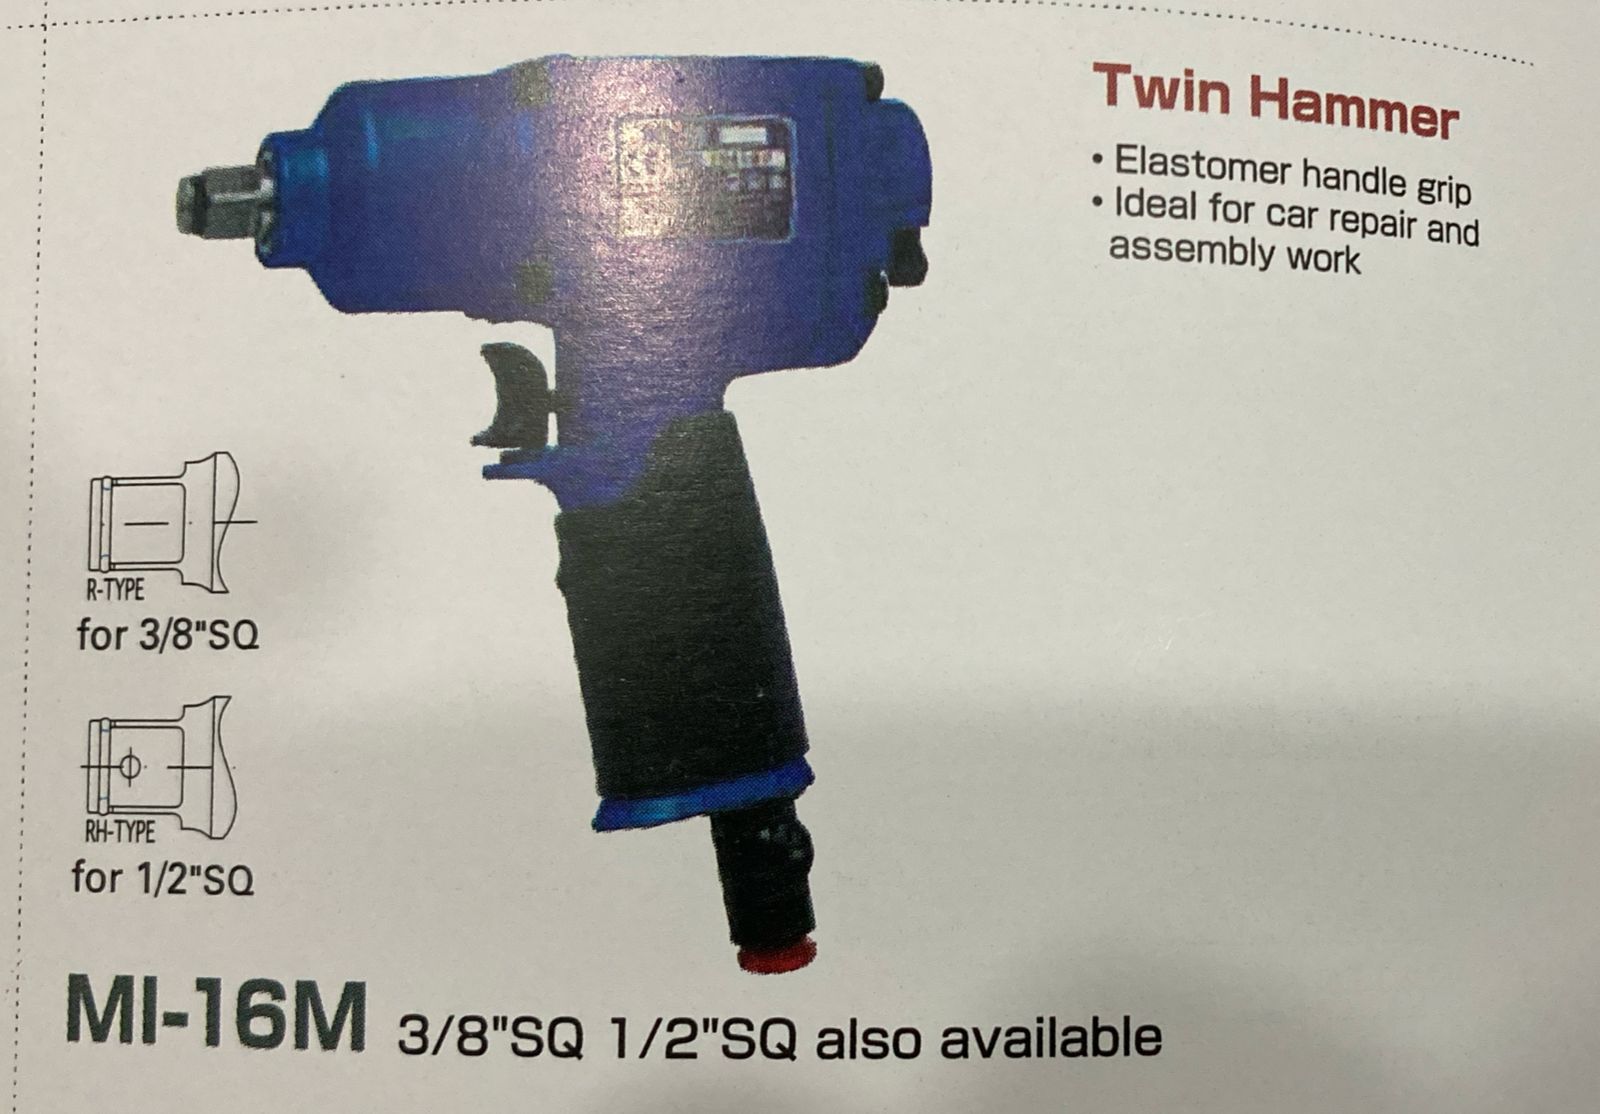 Twin Hammer
• Elastomer handle grip
• Ideal for car repair and
assembly work
R-TYPE
for 3/8"SQ
RH-TYPE
for 1/2"SQ
MI-16M 3/8"SQ 1/2"SQ also available